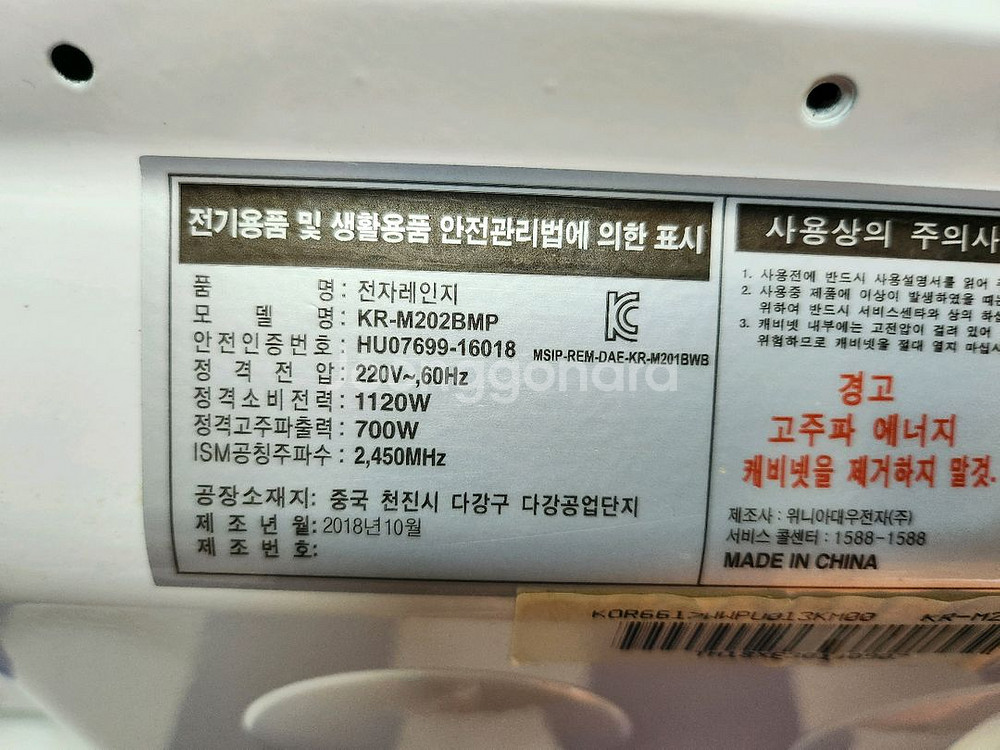 전기용품 및 생활용품 안전관리법에 의한 표시
품 명 : 전자레인지
모 델 명 : KR-M202BMP
안전인증번호 : HU07699-16018
MSIP-REM-DAE-KR-M201BWB
정 격 전 압 : 220V~,60Hz
정격소비전력 : 1120W
정격고주파출력 : 700W
ISM공칭주파수 : 2,450MHz
공장소재지: 중국 천진시 다강구 다강공업단지
제 조 년 월: 2018년10월
제 조 번 호:
사용상의 주의사
1. 사용전에 반드시 사용설명서를 읽어
2. 사용중 제품에 이상이 발생하였을 때는
위하여 반드시 서비스센타와 상의 하십
3. 캐비넷 내부에는 고전압이 걸려 있어
위험하므로 캐비넷을 절대 열지 마십시
경고
고주파 에너지
캐비넷을 제거하지 말것.
제조사 : 위니아대우전자(주)
서비스 콜센터 : 1588-1588
MADE IN CHINA
KR-M2